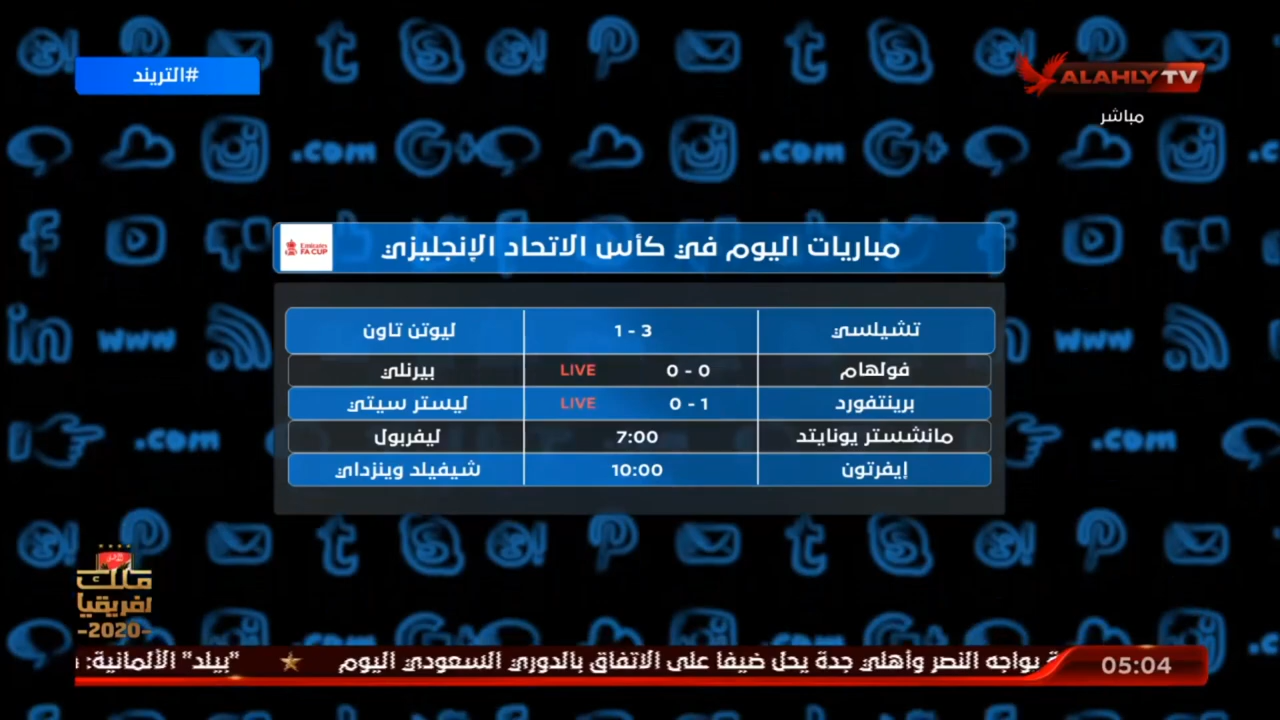 #التريند
ALAHLY TV
مباشر
مباريات اليوم في كأس الاتحاد الإنجليزي
Emirates
FA CUP
تشيلسي 3 - 1 ليوتن تاون
فولهام 0 - 0 LIVE بيرنلي
برينتفورد 1 - 0 LIVE ليستر سيتي
مانشستر يونايتد 7:00 ليفربول
إيفرتون 10:00 شيفيلد وينزداي
ملك
افريقيا
-2020-
05:04
يواجه النصر وأهلي جدة يحل ضيفا على الاتفاق بالدوري السعودي اليوم ★ "بيلد" الألمانية: